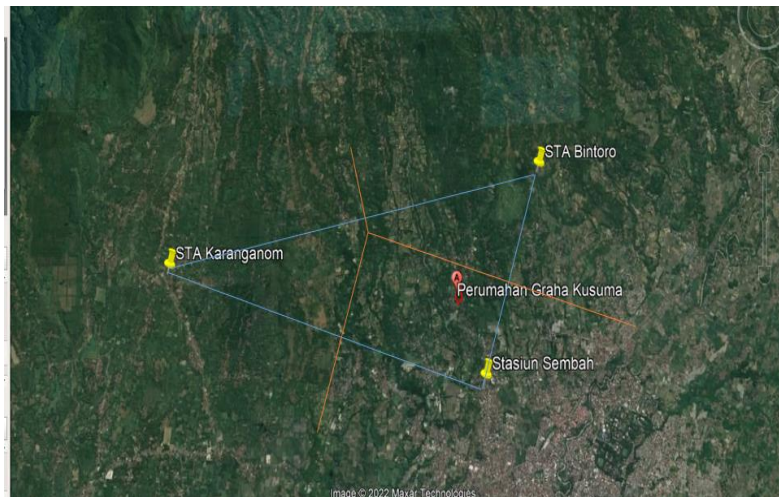 STA Bintoro
STA Karanganom
A
Perumahan Graha Kusuma
Stasiun Sembah
Image © 2022 Maxar Technologies